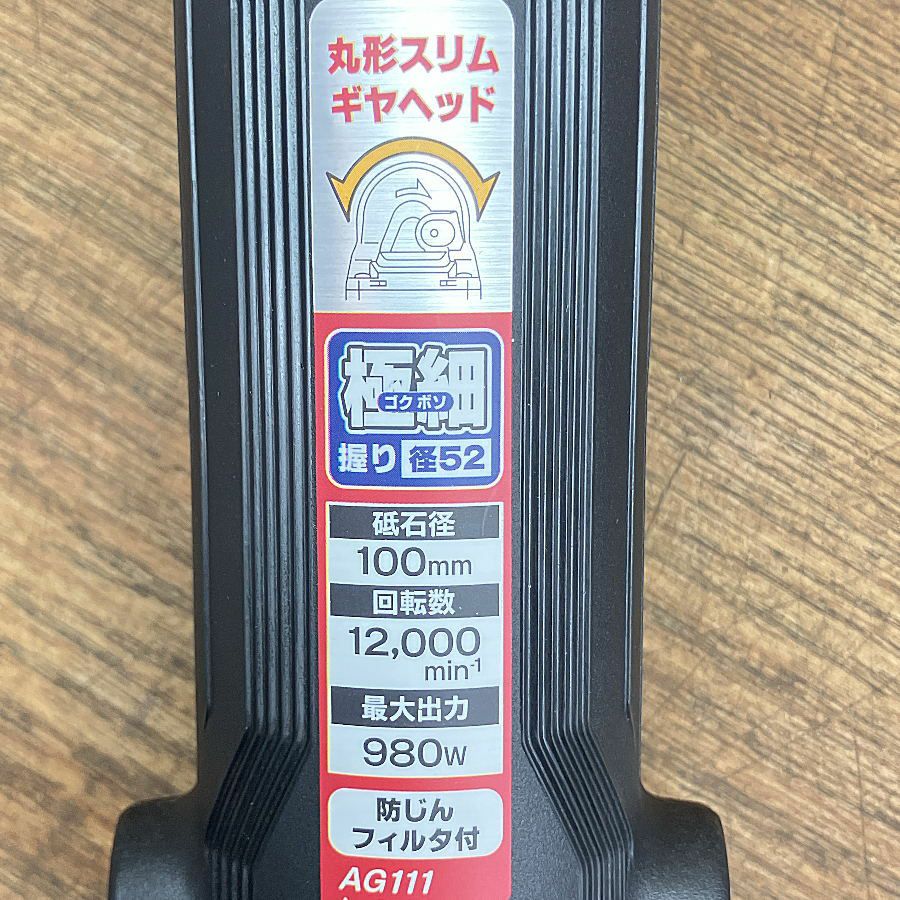 丸形スリム
ギヤヘッド
極細
ゴクボソ
握り 径52
砥石径
100mm
回転数
12,000
min-1
最大出力
980W
防じん
フィルタ付
AG111